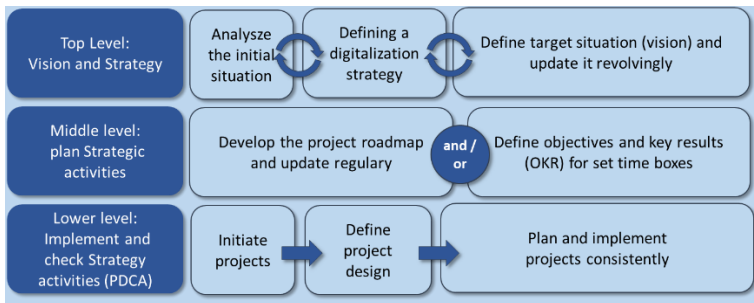 Top Level:
Vision and Strategy
Analysze
the initial
situation
Defining a
digitalization
strategy
Define target situation (vision) and
update it revolvingly
Middle level:
plan Strategic
activities
Develop the project roadmap
and update regulary
and /
or
Define objectives and key results
(OKR) for set time boxes
Lower level:
Implement and
check Strategy
activities (PDCA)
Initiate
projects
Define
project
design
Plan and implement
projects consistently